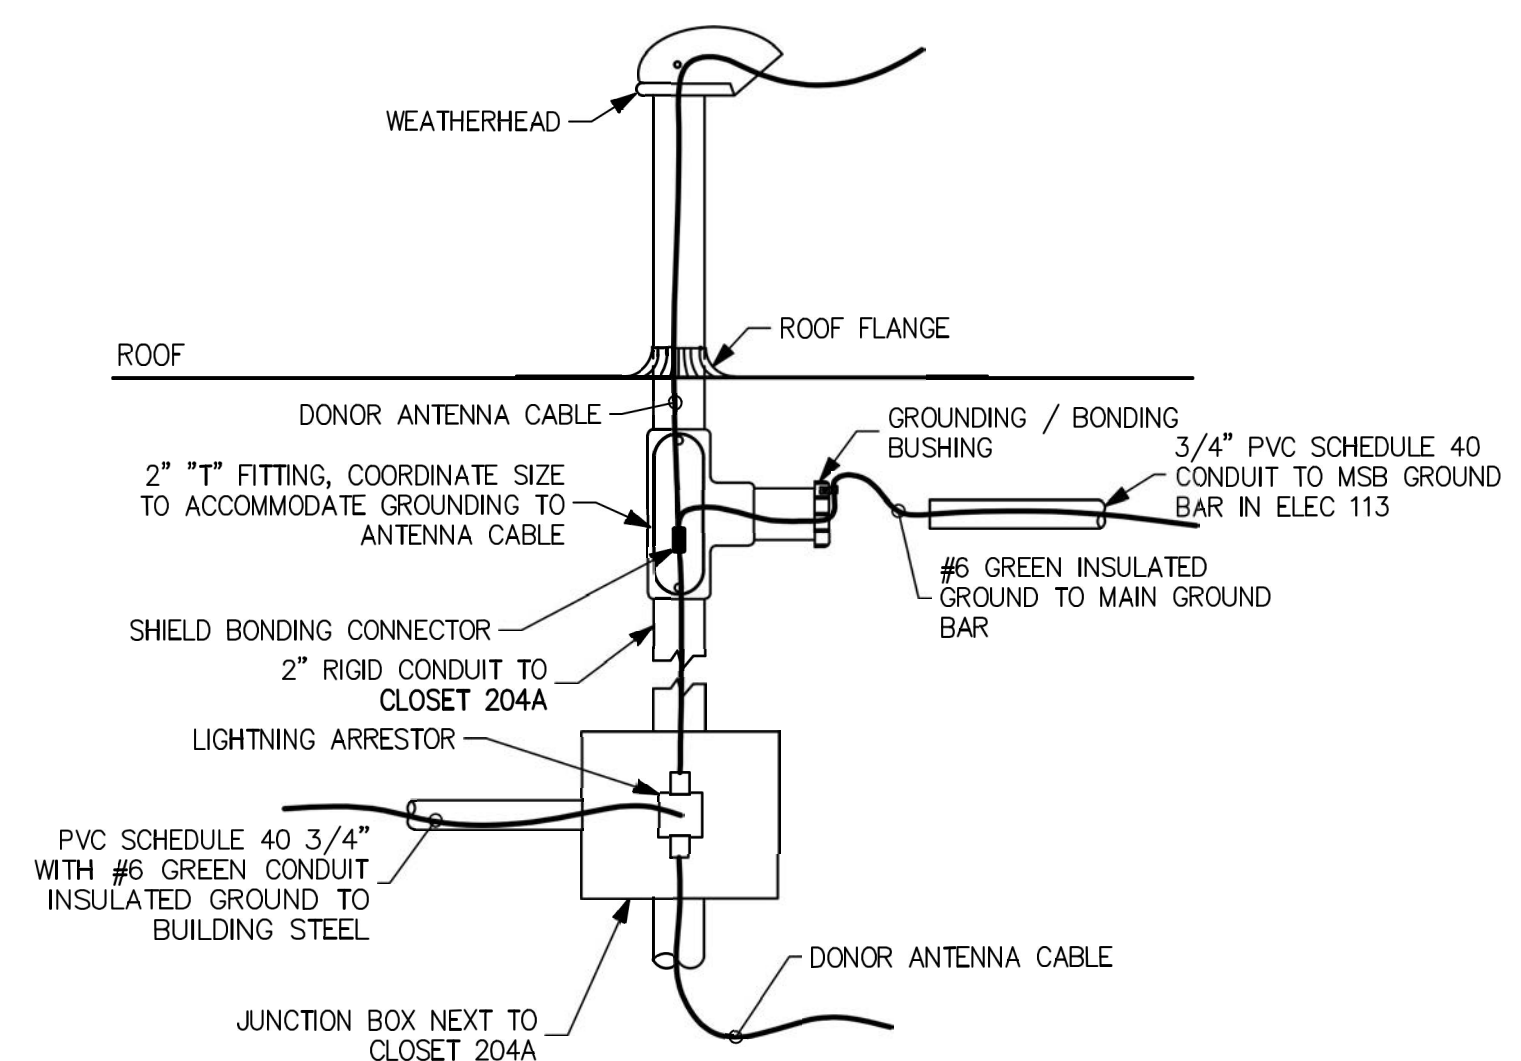 WEATHERHEAD
ROOF FLANGE
ROOF
DONOR ANTENNA CABLE
GROUNDING / BONDING
BUSHING
3/4" PVC SCHEDULE 40
CONDUIT TO MSB GROUND
BAR IN ELEC 113
2" "T" FITTING, COORDINATE SIZE
TO ACCOMMODATE GROUNDING TO
ANTENNA CABLE
#6 GREEN INSULATED
GROUND TO MAIN GROUND
BAR
SHIELD BONDING CONNECTOR
2" RIGID CONDUIT TO
CLOSET 204A
LIGHTNING ARRESTOR
PVC SCHEDULE 40 3/4"
WITH #6 GREEN CONDUIT
INSULATED GROUND TO
BUILDING STEEL
DONOR ANTENNA CABLE
JUNCTION BOX NEXT TO
CLOSET 204A